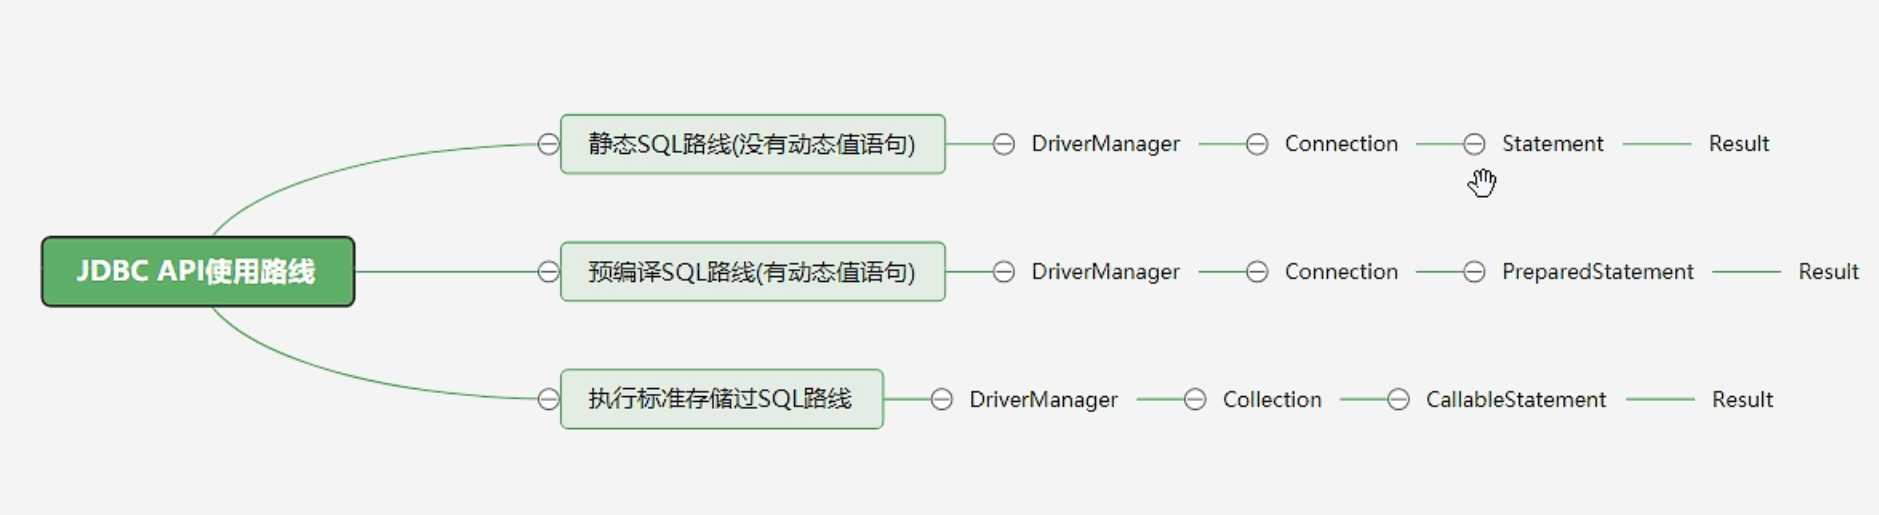 静态SQL路线(没有动态值语句) DriverManager Connection Statement Result
JDBC API使用路线
预编译SQL路线(有动态值语句) DriverManager Connection PreparedStatement Result
执行标准存储过SQL路线 DriverManager Collection CallableStatement Result